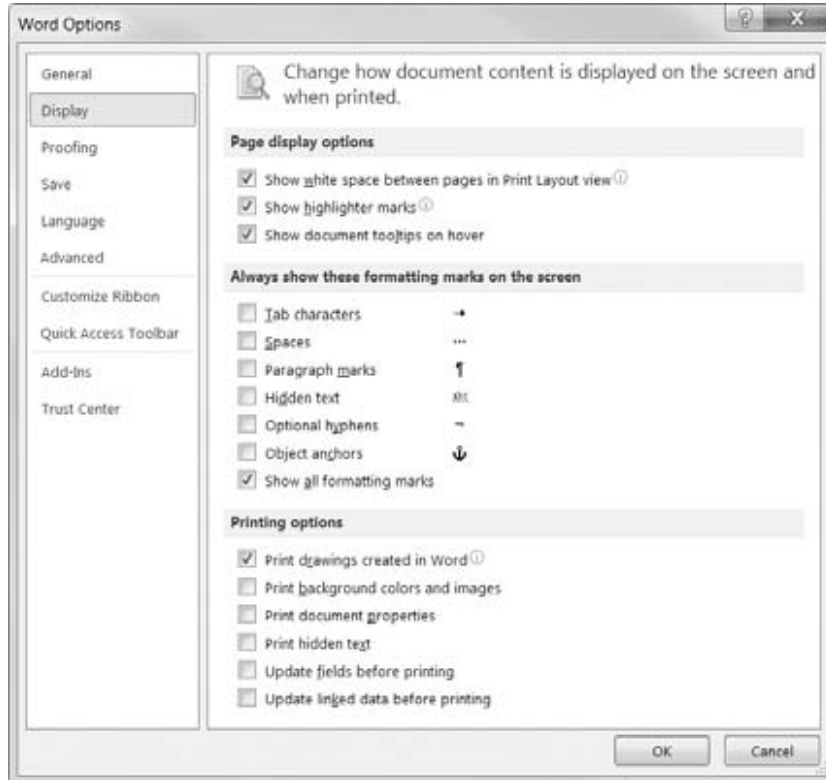 Word Options
General
Display
Proofing
Save
Language
Advanced
Customize Ribbon
Quick Access Toolbar
Add-Ins
Trust Center
Change how document content is displayed on the screen and
when printed.
Page display options
Show white space between pages in Print Layout view
Show highlighter marks
Show document tooltips on hover
Always show these formatting marks on the screen
Tab characters
Spaces
Paragraph marks ¶
Hidden text abc
Optional hyphens ¬
Object anchors
Show all formatting marks
Printing options
Print drawings created in Word
Print background colors and images
Print document properties
Print hidden text
Update fields before printing
Update linked data before printing
OK Cancel